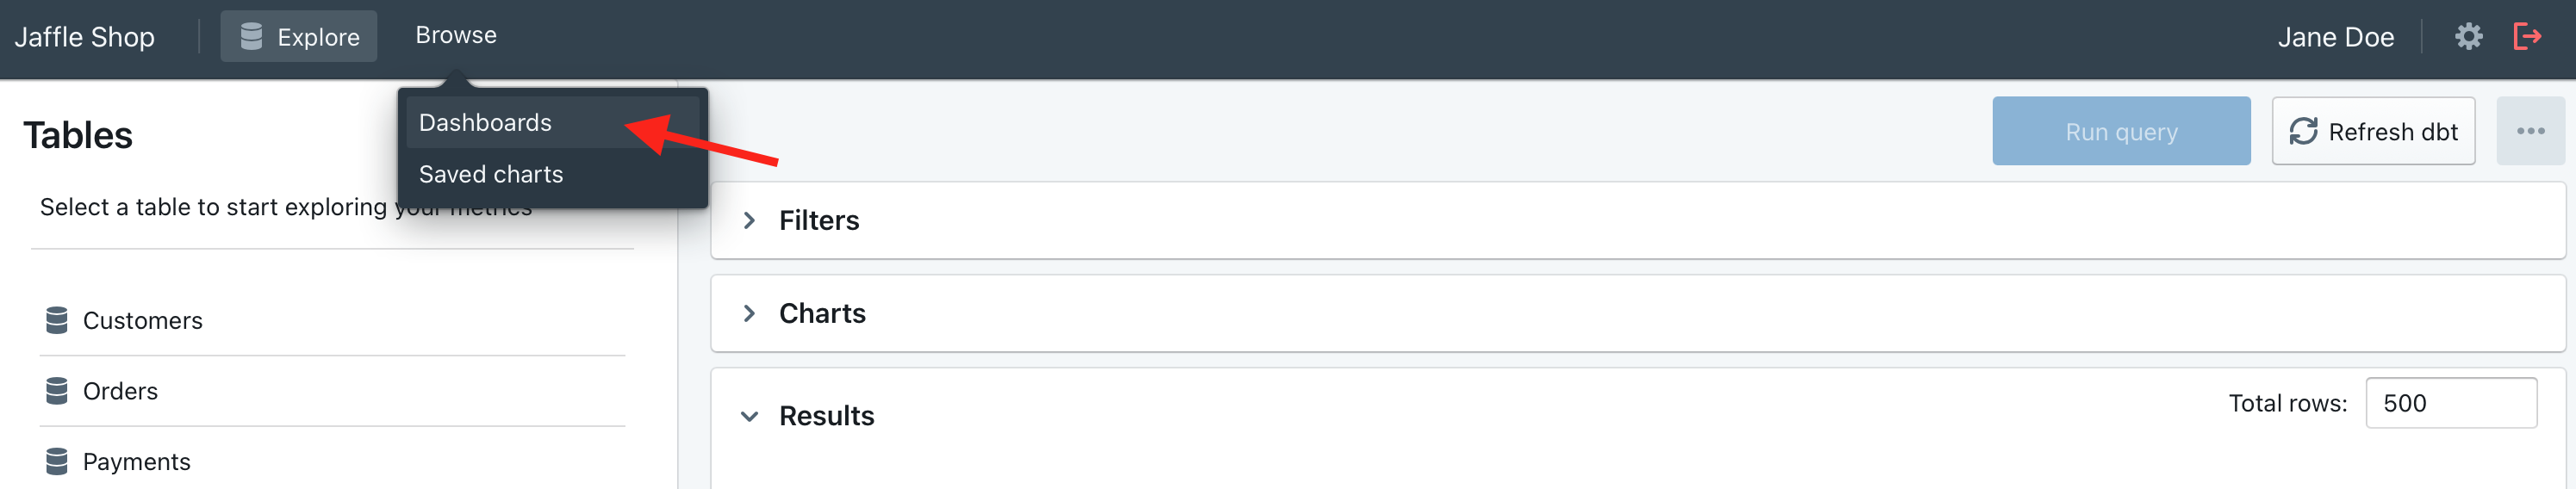 Jaffle Shop
Explore
Browse
Jane Doe
Dashboards
Saved charts
Tables
Select a table to start exploring your metrics
Customers
Orders
Payments
Run query
Refresh dbt
Filters
Charts
Results
Total rows: 500